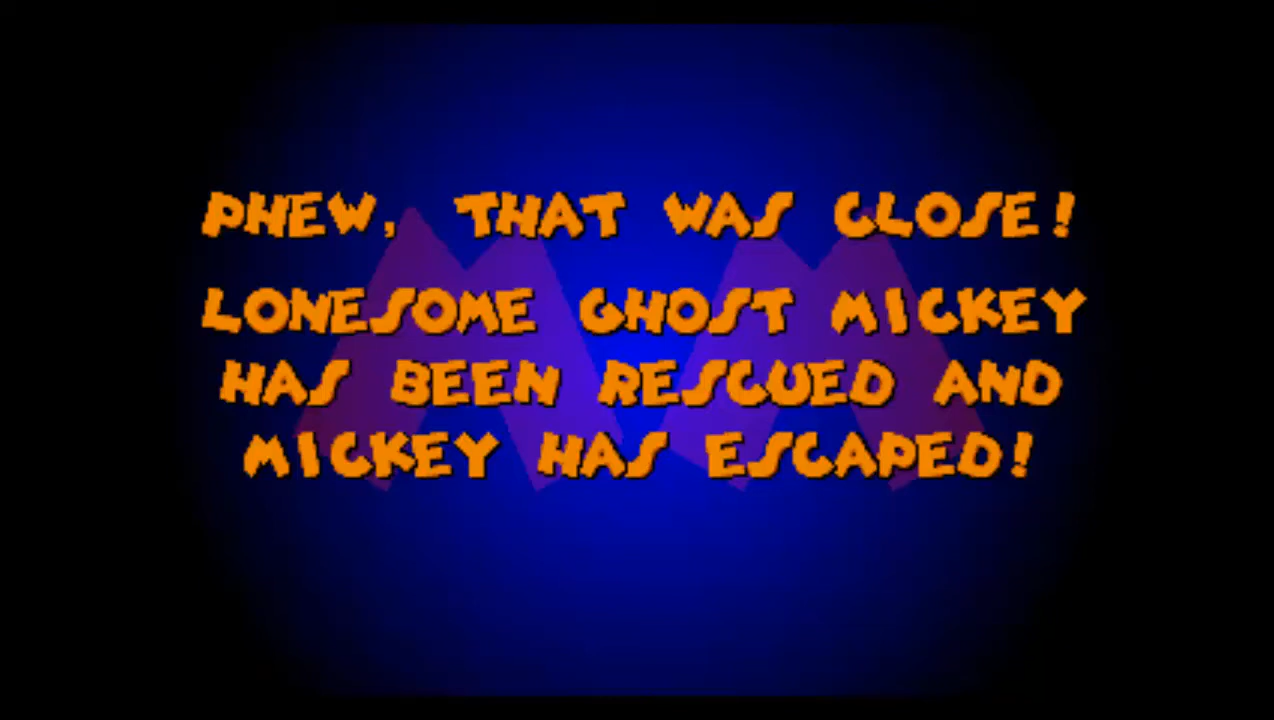 PHEW, THAT WAS CLOSE!
LONESOME GHOST MICKEY
HAS BEEN RESCUED AND
MICKEY HAS ESCAPED!